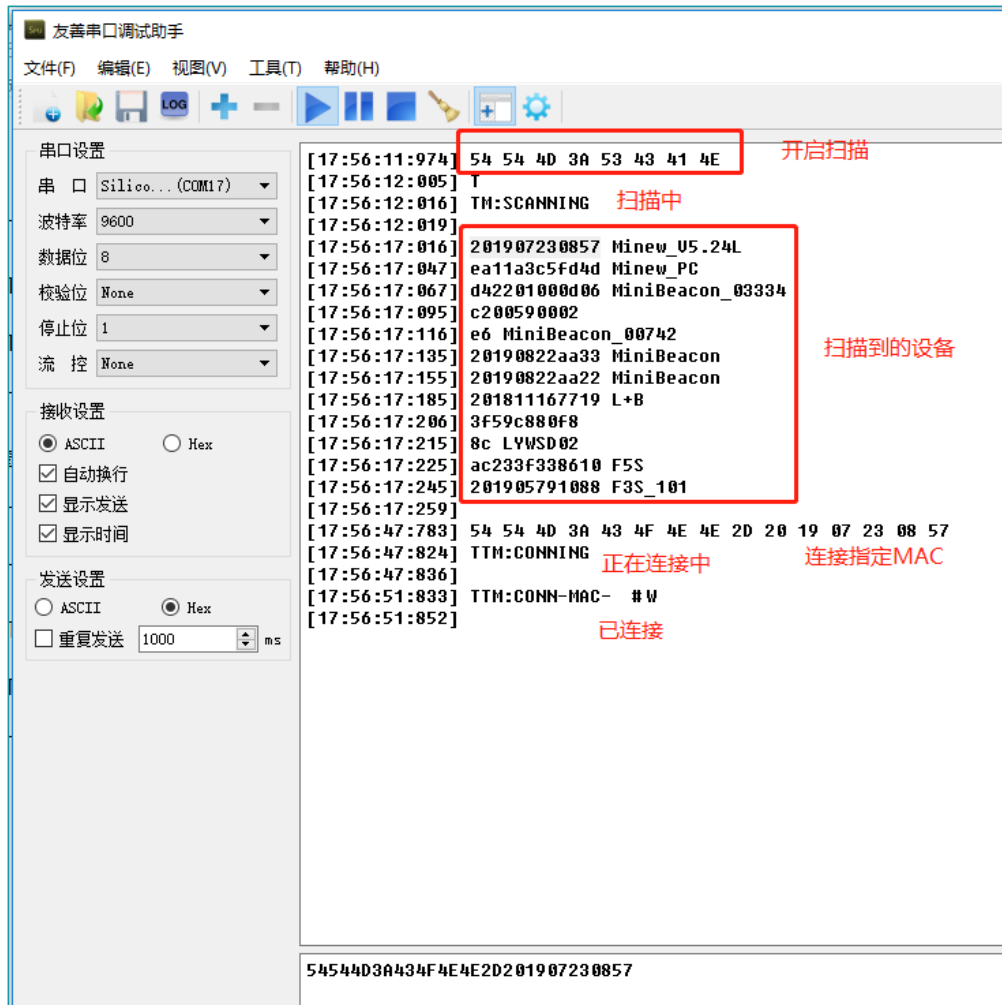 友善串口调试助手
文件(F) 编辑(E) 视图(V) 工具(T) 帮助(H)
LOG
串口设置
串 口 Silico...(COM17)
波特率 9600
数据位 8
校验位 None
停止位 1
流 控 None
接收设置
ASCII Hex
自动换行
显示发送
显示时间
发送设置
ASCII Hex
重复发送 1000 ms
[17:56:11:974] 54 54 4D 3A 53 43 41 4E 开启扫描
[17:56:12:005] T
[17:56:12:016] TM:SCANNING 扫描中
[17:56:12:019]
[17:56:17:016] 201907230857 Minew_V5.24L
[17:56:17:047] ea11a3c5fd4d Minew_PC
[17:56:17:067] d42201000d06 MiniBeacon_03334
[17:56:17:095] c200590002
[17:56:17:116] e6 MiniBeacon_00742
[17:56:17:135] 20190822aa33 MiniBeacon 扫描到的设备
[17:56:17:155] 20190822aa22 MiniBeacon
[17:56:17:185] 201811167719 L+B
[17:56:17:206] 3f59c880f8
[17:56:17:215] 8c LYWSD02
[17:56:17:225] ac233f338610 F5S
[17:56:17:245] 201905791088 F3S_101
[17:56:17:259]
[17:56:47:783] 54 54 4D 3A 43 4F 4E 4E 2D 20 19 07 23 08 57
[17:56:47:824] TTM:CONNING 正在连接中 连接指定MAC
[17:56:47:836]
[17:56:51:833] TTM:CONN-MAC- #W
[17:56:51:852] 已连接
54544D3A434F4E4E2D201907230857